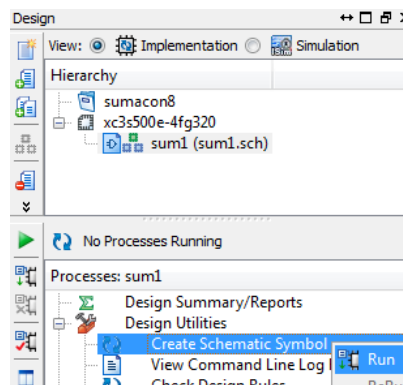 Design
View: Implementation Simulation
Hierarchy
sumacon8
xc3s500e-4fg320
sum1 (sum1.sch)
No Processes Running
Processes: sum1
Design Summary/Reports
Design Utilities
Create Schematic Symbol
Run
View Command Line Log
Check Design Rules